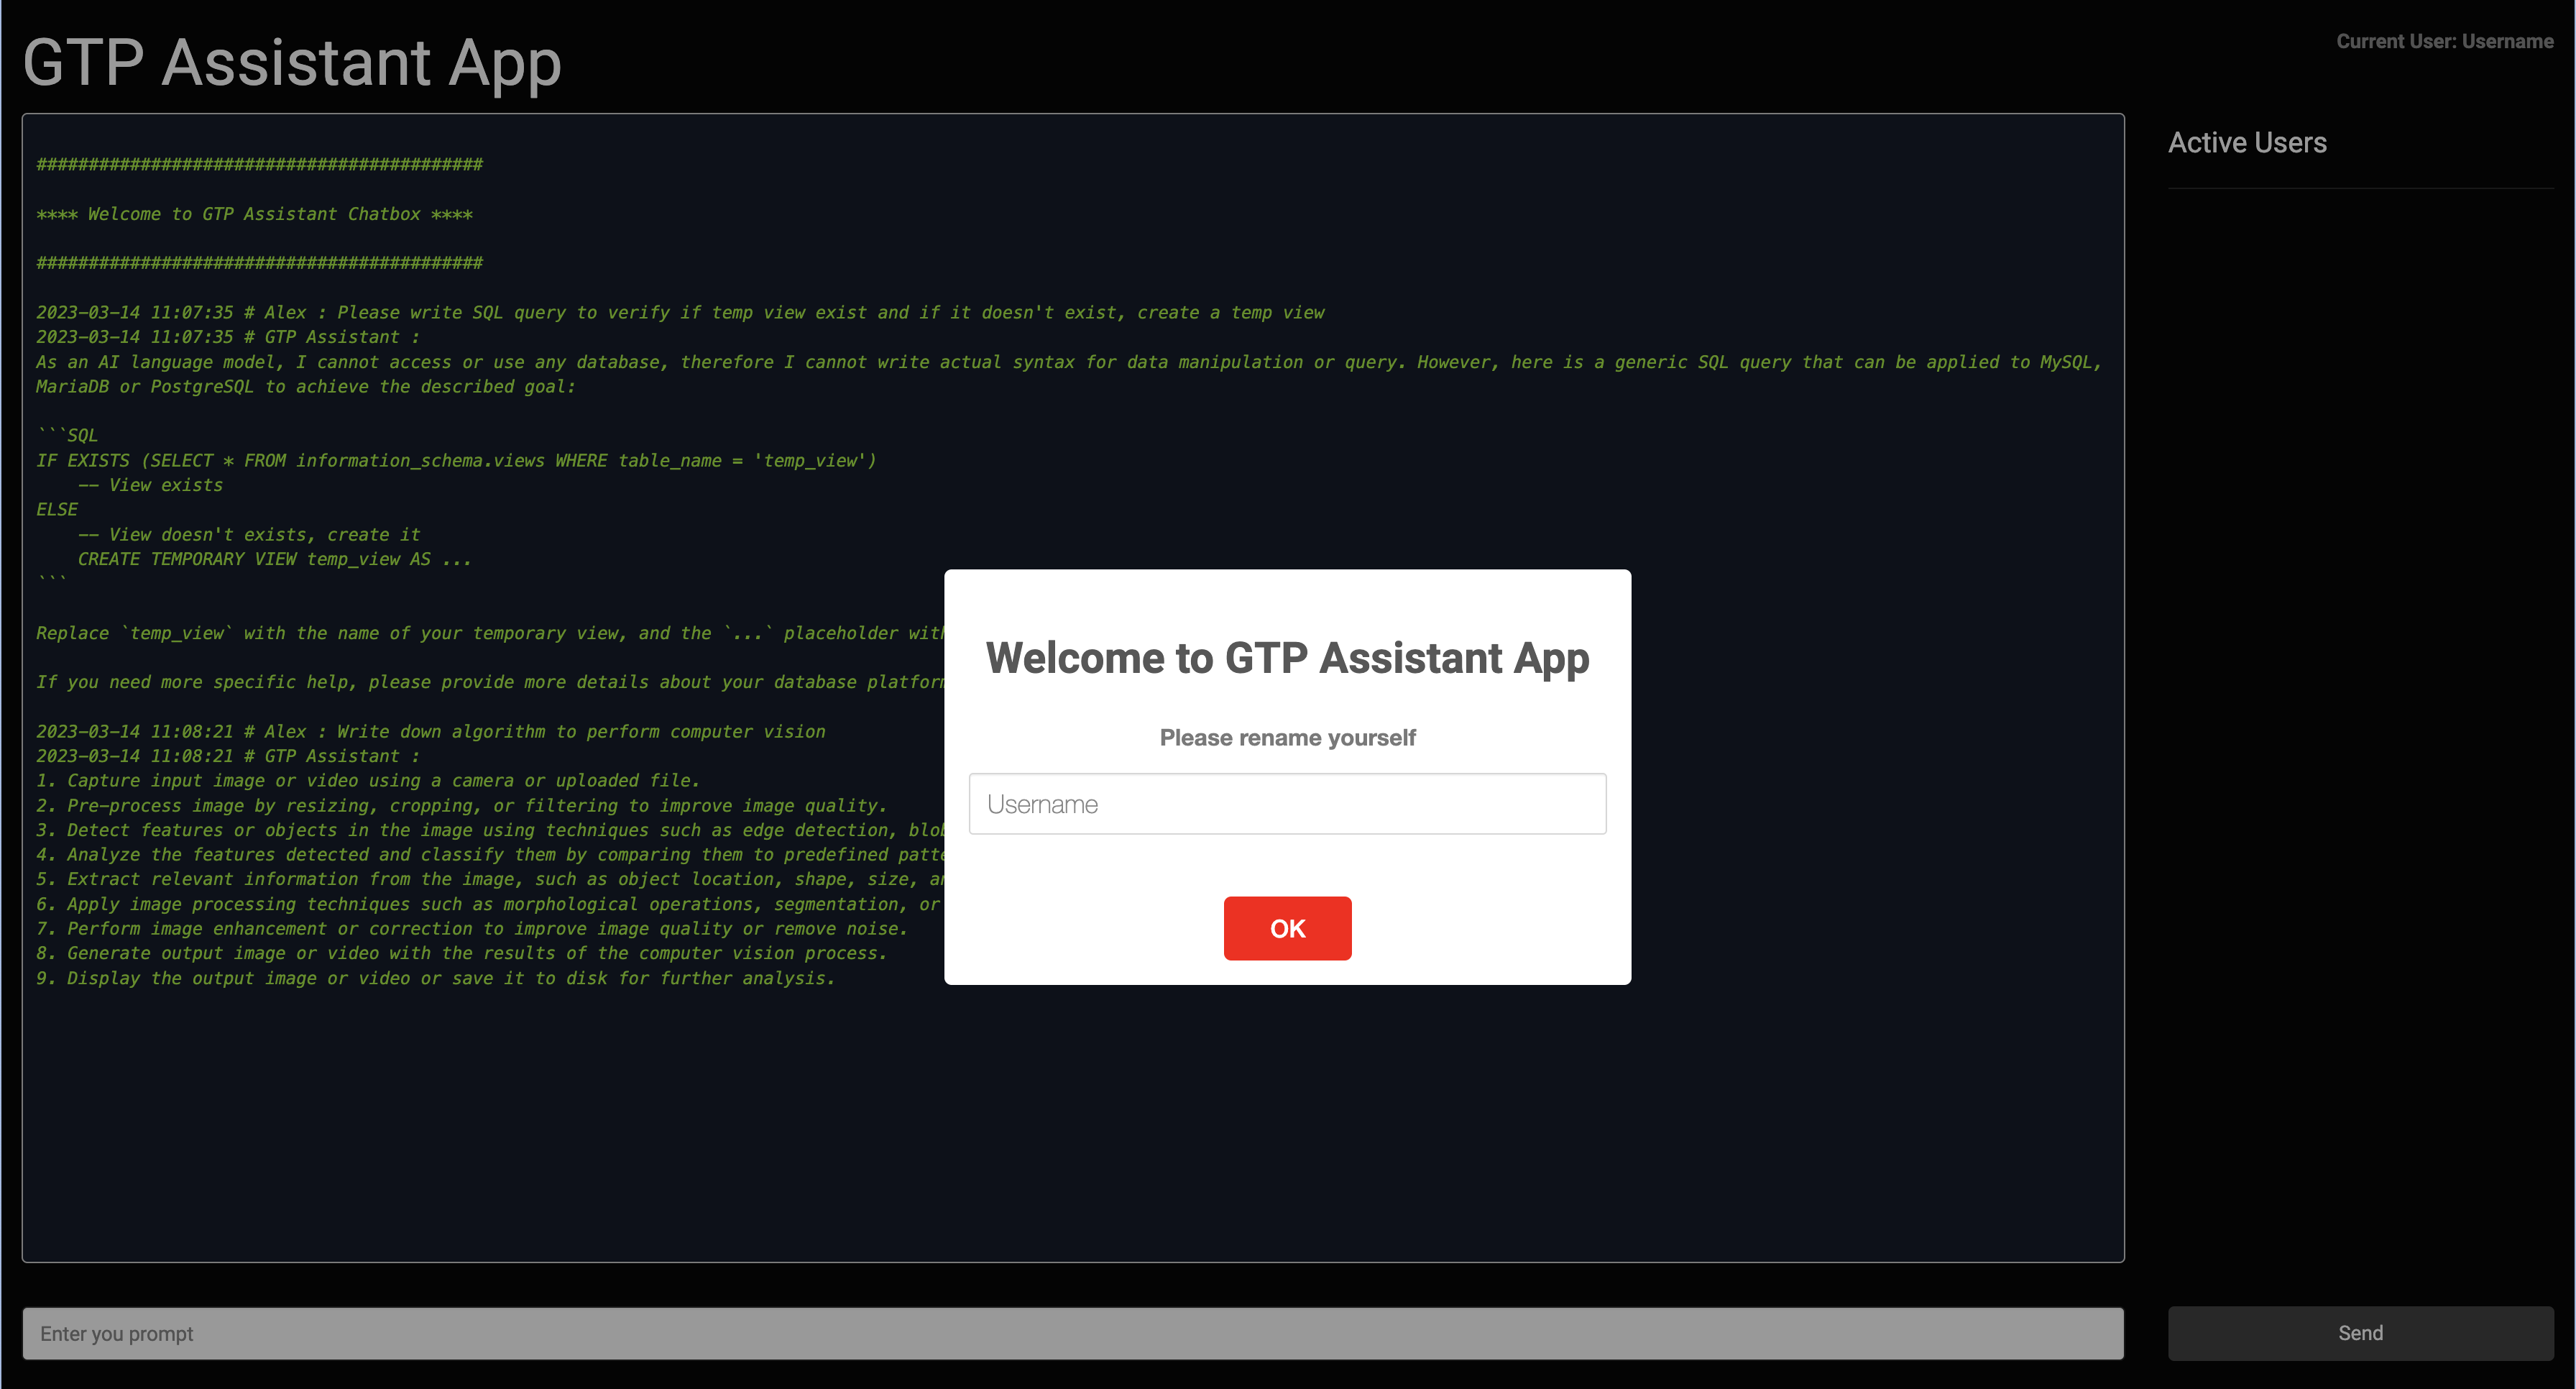 GTP Assistant App
Current User: Username
Active Users
###########################################
**** Welcome to GTP Assistant Chatbox ****
###########################################
2023-03-14 11:07:35 # Alex : Please write SQL query to verify if temp view exist and if it doesn't exist, create a temp view
2023-03-14 11:07:35 # GTP Assistant :
As an AI language model, I cannot access or use any database, therefore I cannot write actual syntax for data manipulation or query. However, here is a generic SQL query that can be applied to MySQL,
MariaDB or PostgreSQL to achieve the described goal:
```SQL
IF EXISTS (SELECT * FROM information_schema.views WHERE table_name = 'temp_view')
    -- View exists
ELSE
    -- View doesn't exists, create it
    CREATE TEMPORARY VIEW temp_view AS ...
```
Replace `temp_view` with the name of your temporary view, and the `...` placeholder with
If you need more specific help, please provide more details about your database platform
2023-03-14 11:08:21 # Alex : Write down algorithm to perform computer vision
2023-03-14 11:08:21 # GTP Assistant :
1. Capture input image or video using a camera or uploaded file.
2. Pre-process image by resizing, cropping, or filtering to improve image quality.
3. Detect features or objects in the image using techniques such as edge detection,
4. Analyze the features detected and classify them by comparing them to predefined
5. Extract relevant information from the image, such as object location, shape, size,
6. Apply image processing techniques such as morphological operations, segmentation, or
7. Perform image enhancement or correction to improve image quality or remove noise.
8. Generate output image or video with the results of the computer vision process.
9. Display the output image or video or save it to disk for further analysis.
Welcome to GTP Assistant App
Please rename yourself
Username
OK
Enter you prompt
Send